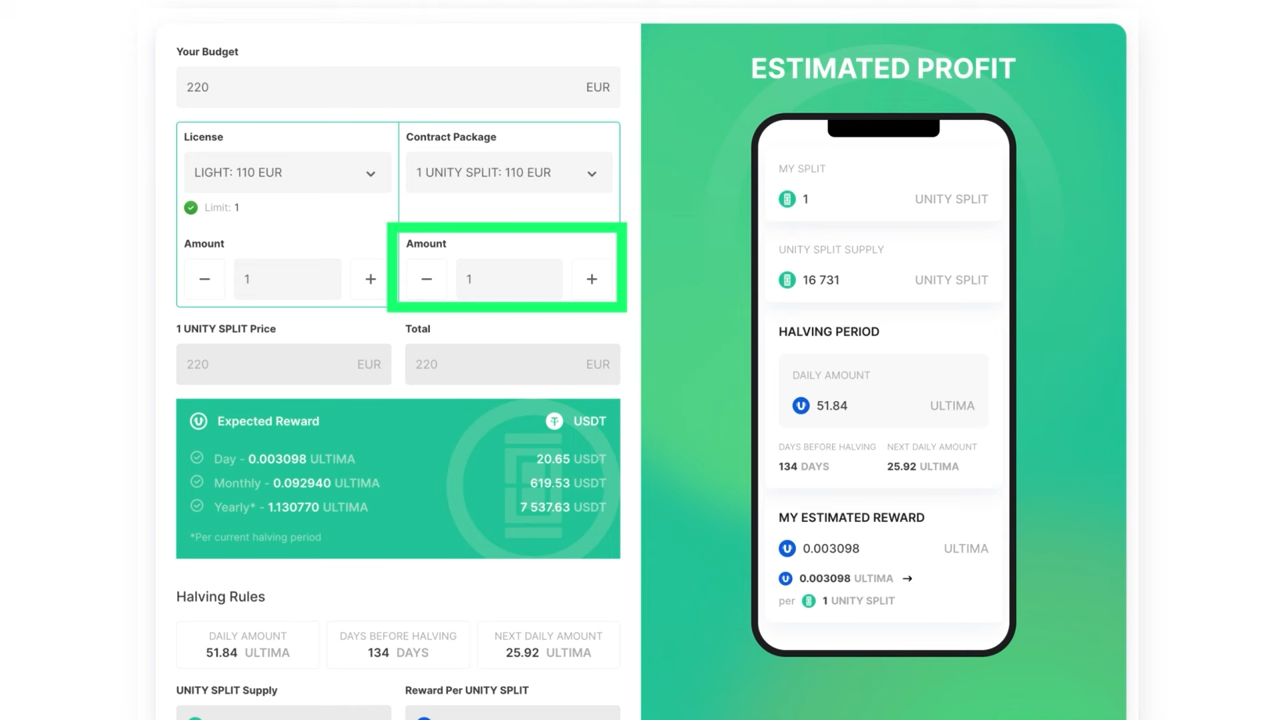 Your Budget
220 EUR
License Contract Package
LIGHT: 110 EUR 1 UNITY SPLIT: 110 EUR
Limit: 1
Amount Amount
− 1 + − 1 +
1 UNITY SPLIT Price Total
220 EUR 220 EUR
Expected Reward USDT
Day - 0.003098 ULTIMA 20.65 USDT
Monthly - 0.092940 ULTIMA 619.53 USDT
Yearly* - 1.130770 ULTIMA 7 537.63 USDT
*Per current halving period
Halving Rules
DAILY AMOUNT DAYS BEFORE HALVING NEXT DAILY AMOUNT
51.84 ULTIMA 134 DAYS 25.92 ULTIMA
UNITY SPLIT Supply Reward Per UNITY SPLIT
ESTIMATED PROFIT
MY SPLIT
1 UNITY SPLIT
UNITY SPLIT SUPPLY
16 731 UNITY SPLIT
HALVING PERIOD
DAILY AMOUNT
51.84 ULTIMA
DAYS BEFORE HALVING NEXT DAILY AMOUNT
134 DAYS 25.92 ULTIMA
MY ESTIMATED REWARD
0.003098 ULTIMA
0.003098 ULTIMA →
per 1 UNITY SPLIT